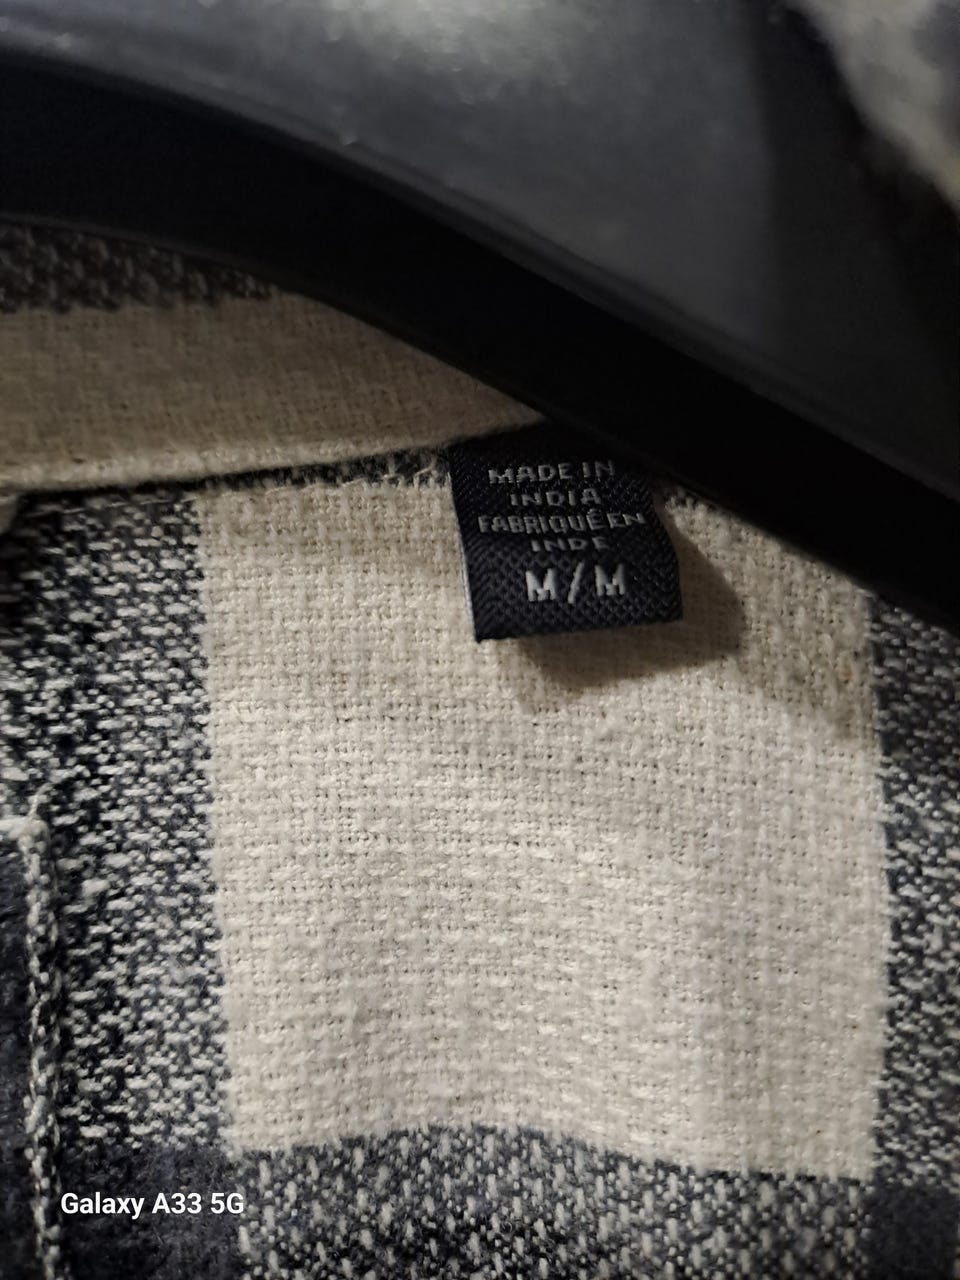 MADE IN
INDIA
FABRIQUÉ EN
INDE
M/M
Galaxy A33 5G